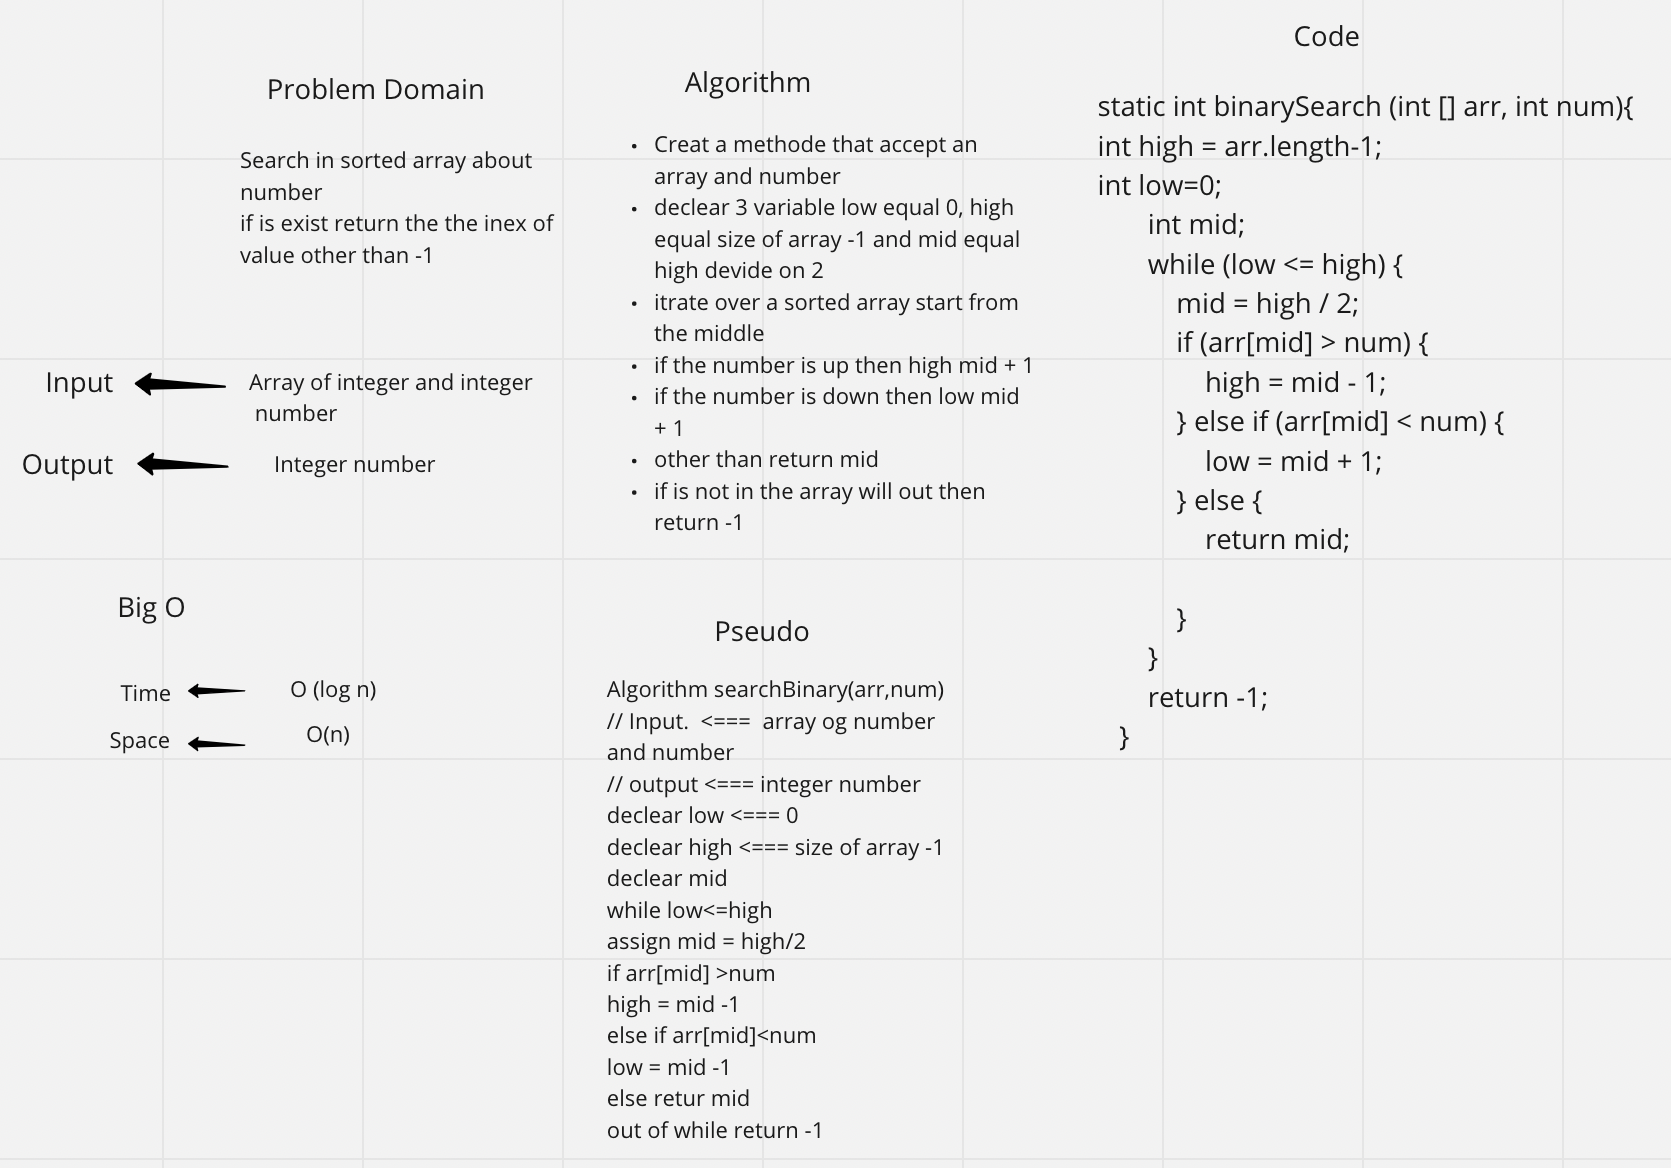 Problem Domain
Search in sorted array about
number
if is exist return the the inex of
value other than -1
Input
Array of integer and integer
number
Output
Integer number
Big O
Time
O (log n)
Space
O(n)
Algorithm
• Creat a methode that accept an
array and number
• declear 3 variable low equal 0, high
equal size of array -1 and mid equal
high devide on 2
• itrate over a sorted array start from
the middle
• if the number is up then high mid + 1
• if the number is down then low mid
+ 1
• other than return mid
• if is not in the array will out then
return -1
Pseudo
Algorithm searchBinary(arr,num)
// Input.  <===  array og number
and number
// output <=== integer number
declear low <=== 0
declear high <=== size of array -1
declear mid
while low<=high
assign mid = high/2
if arr[mid] >num
high = mid -1
else if arr[mid]<num
low = mid -1
else retur mid
out of while return -1
Code
static int binarySearch (int [] arr, int num){
int high = arr.length-1;
int low=0;
int mid;
while (low <= high) {
mid = high / 2;
if (arr[mid] > num) {
high = mid - 1;
} else if (arr[mid] < num) {
low = mid + 1;
} else {
return mid;
}
}
return -1;
}